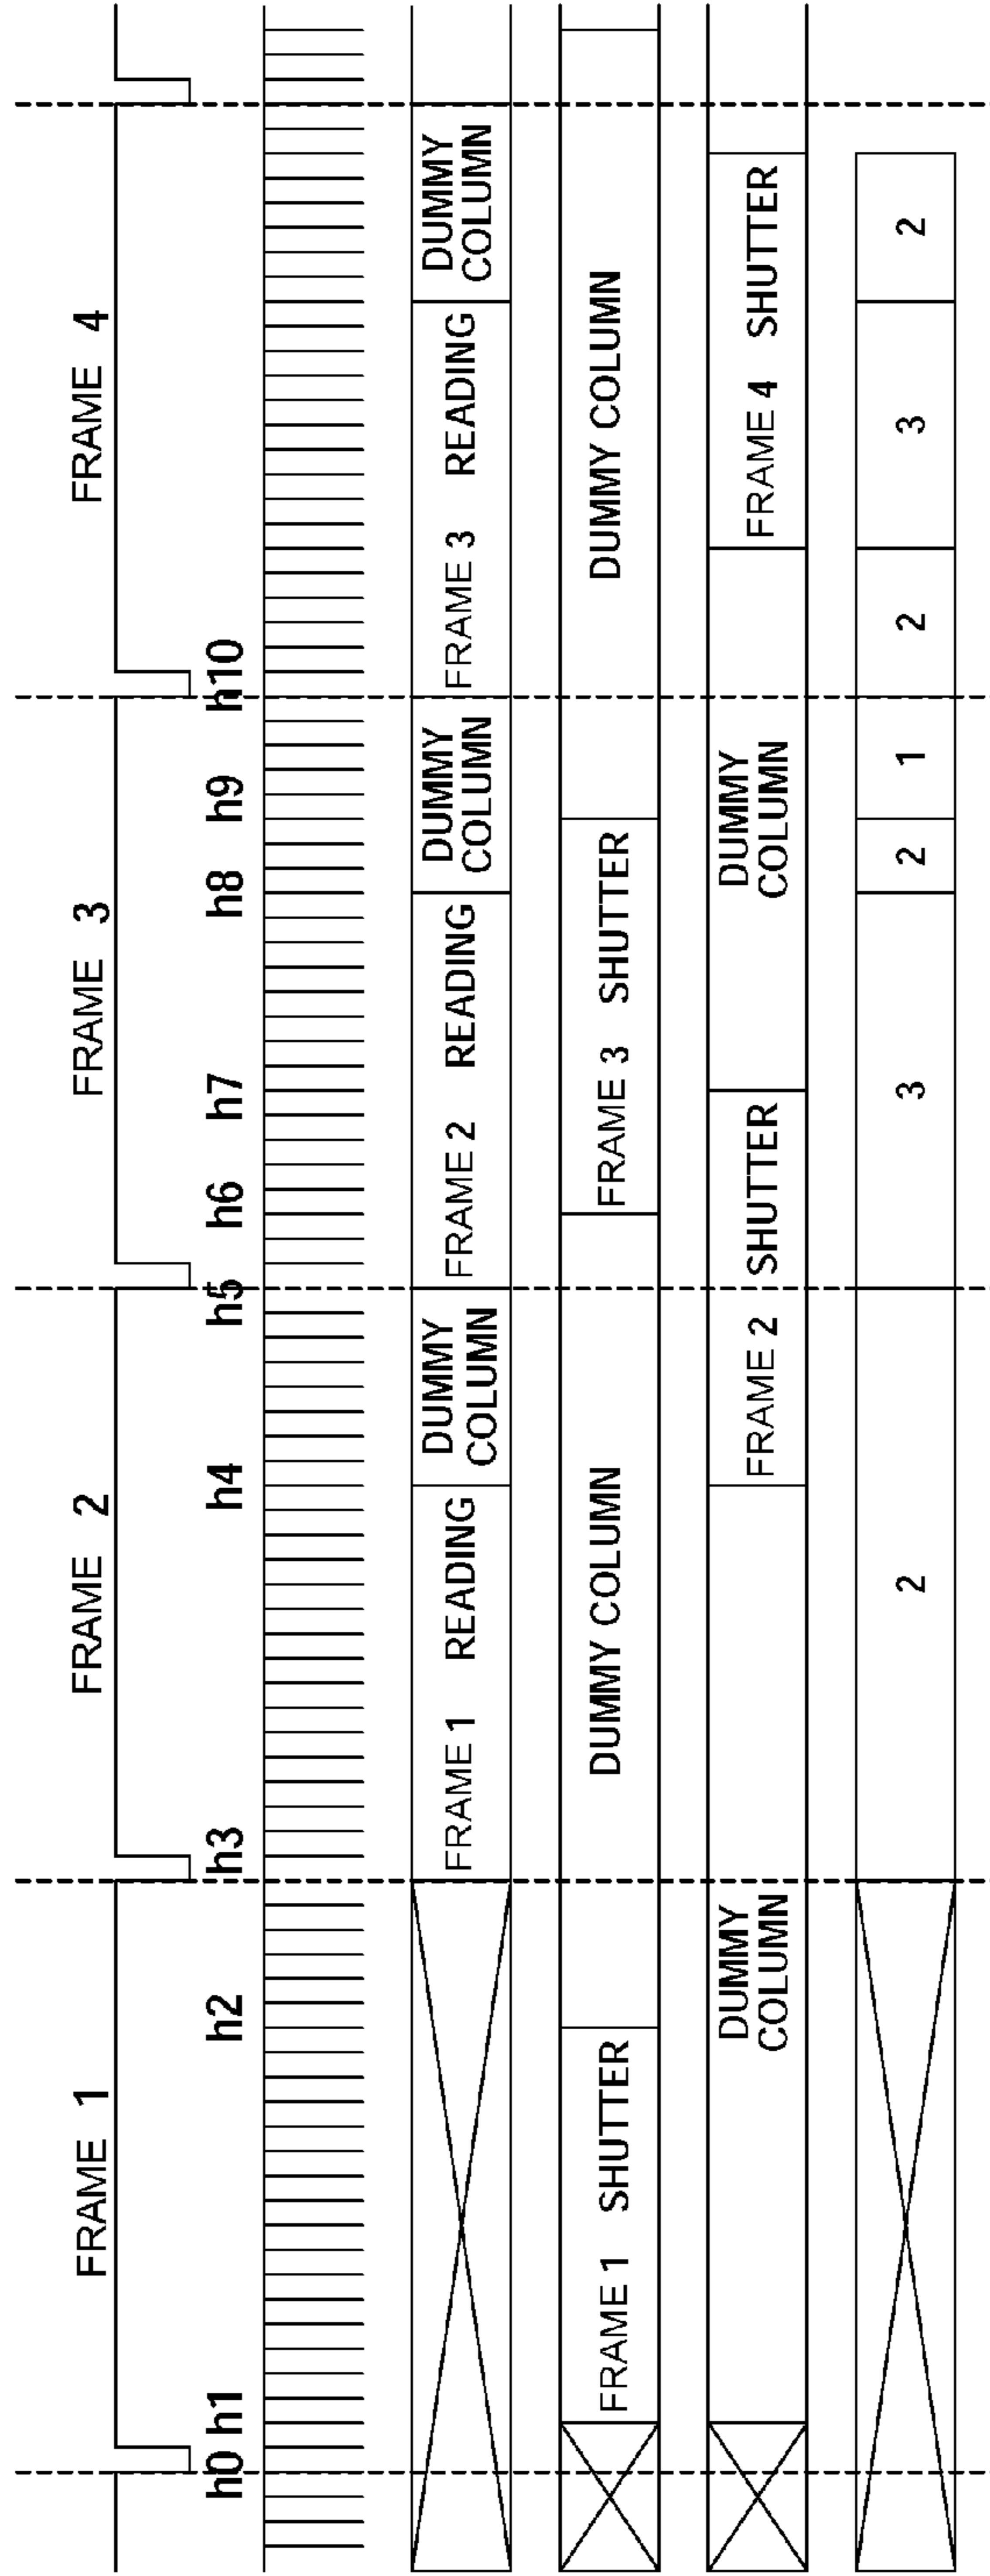 FRAME 1 FRAME 2 FRAME 3 FRAME 4
h0 h1 h2 h3 h4 h5 h6 h7 h8 h9 h10
FRAME 1 READING
DUMMY
COLUMN
FRAME 2 READING
DUMMY
COLUMN
FRAME 3 READING
DUMMY
COLUMN
FRAME 1 SHUTTER
DUMMY COLUMN
FRAME 3 SHUTTER
DUMMY COLUMN
DUMMY
COLUMN
FRAME 2 SHUTTER
DUMMY
COLUMN
FRAME 4 SHUTTER
2 3 2 1 2 3 2